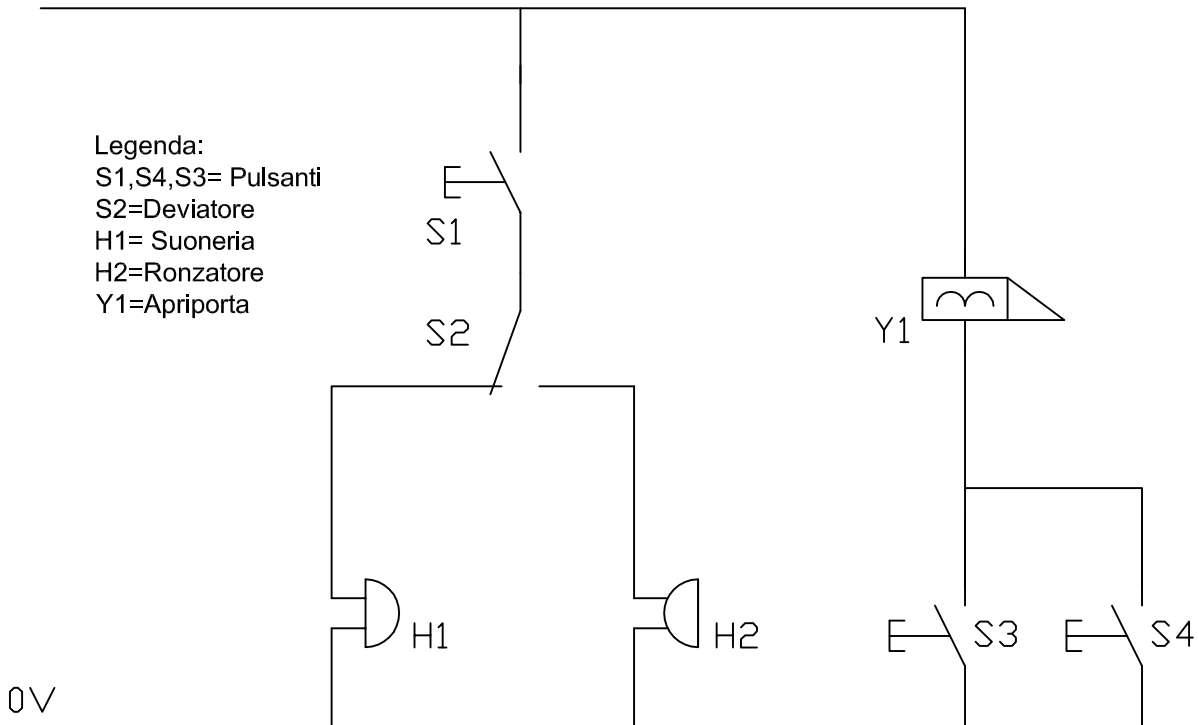 Legenda:
S1,S4,S3= Pulsanti
S2=Deviatore
H1= Suoneria
H2=Ronzatore
Y1=Apriporta
S1
S2
Y1
H1
H2
S3
S4
0V